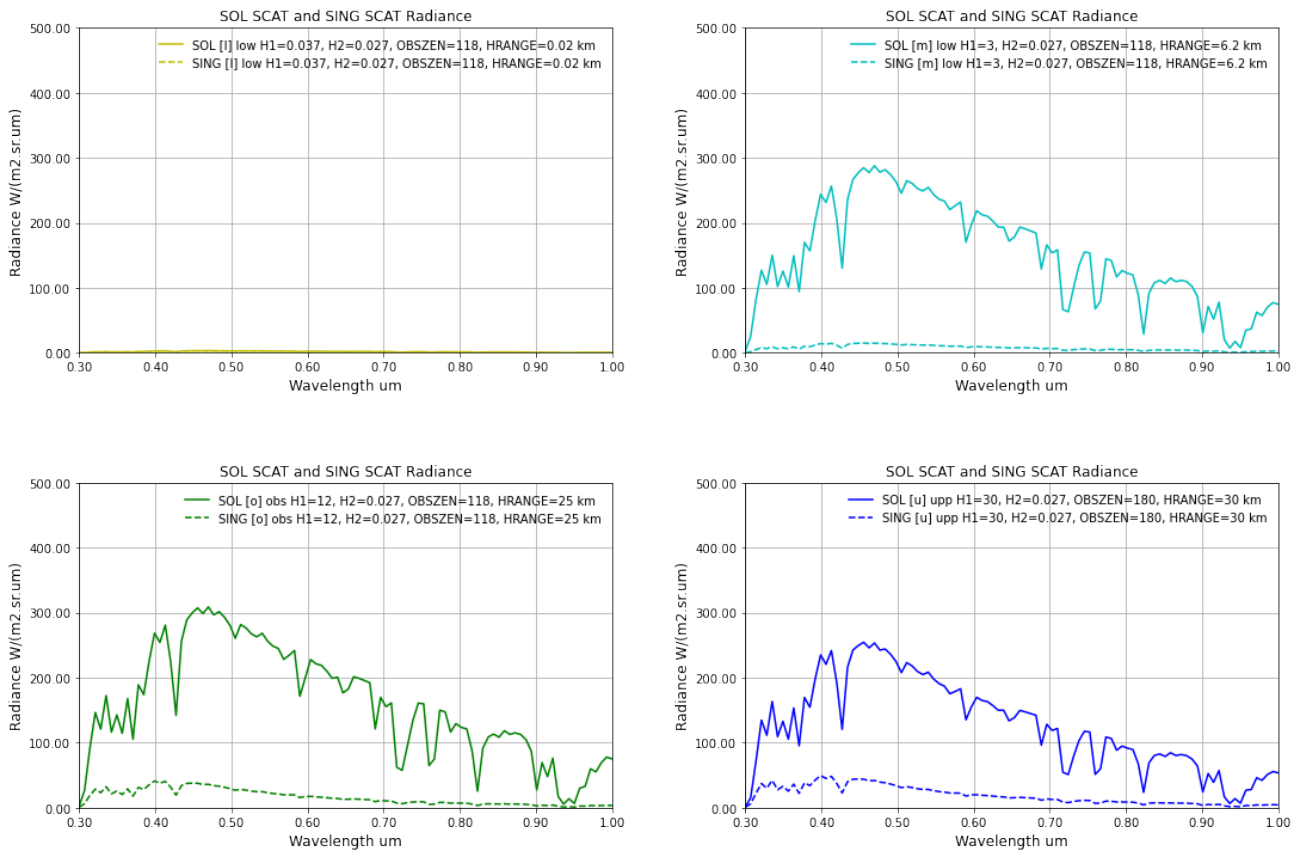 SOL SCAT and SING SCAT Radiance
500.00
400.00
300.00
200.00
100.00
0.00
Radiance W/(m2.sr.um)
SOL [l] low H1=0.037, H2=0.027, OBSZEN=118, HRANGE=0.02 km
SING [l] low H1=0.037, H2=0.027, OBSZEN=118, HRANGE=0.02 km
0.30 0.40 0.50 0.60 0.70 0.80 0.90 1.00
Wavelength um
SOL SCAT and SING SCAT Radiance
500.00
400.00
300.00
200.00
100.00
0.00
Radiance W/(m2.sr.um)
SOL [m] low H1=3, H2=0.027, OBSZEN=118, HRANGE=6.2 km
SING [m] low H1=3, H2=0.027, OBSZEN=118, HRANGE=6.2 km
0.30 0.40 0.50 0.60 0.70 0.80 0.90 1.00
Wavelength um
SOL SCAT and SING SCAT Radiance
500.00
400.00
300.00
200.00
100.00
0.00
Radiance W/(m2.sr.um)
SOL [o] obs H1=12, H2=0.027, OBSZEN=118, HRANGE=25 km
SING [o] obs H1=12, H2=0.027, OBSZEN=118, HRANGE=25 km
0.30 0.40 0.50 0.60 0.70 0.80 0.90 1.00
Wavelength um
SOL SCAT and SING SCAT Radiance
500.00
400.00
300.00
200.00
100.00
0.00
Radiance W/(m2.sr.um)
SOL [u] upp H1=30, H2=0.027, OBSZEN=180, HRANGE=30 km
SING [u] upp H1=30, H2=0.027, OBSZEN=180, HRANGE=30 km
0.30 0.40 0.50 0.60 0.70 0.80 0.90 1.00
Wavelength um